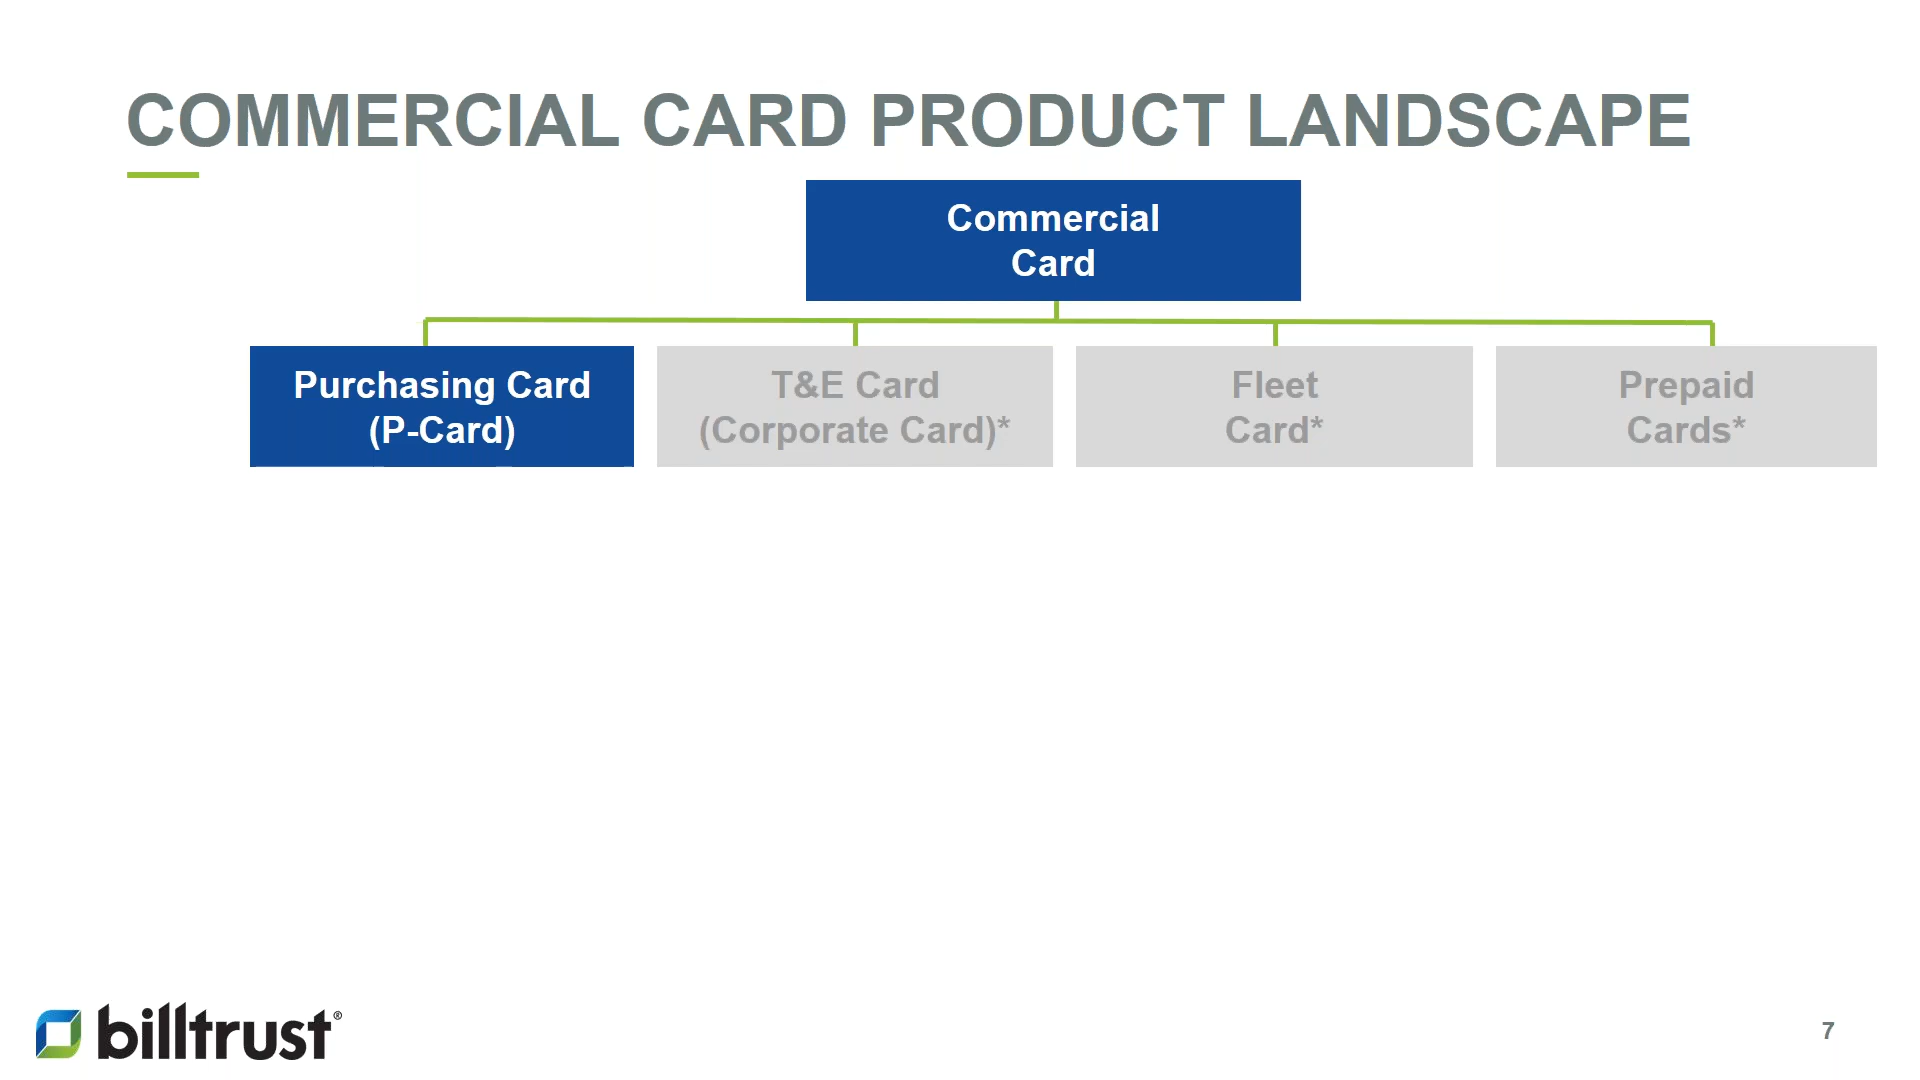 COMMERCIAL CARD PRODUCT LANDSCAPE
Commercial
Card
Purchasing Card
(P-Card)
T&E Card
(Corporate Card)*
Fleet
Card*
Prepaid
Cards*
billtrust®
7